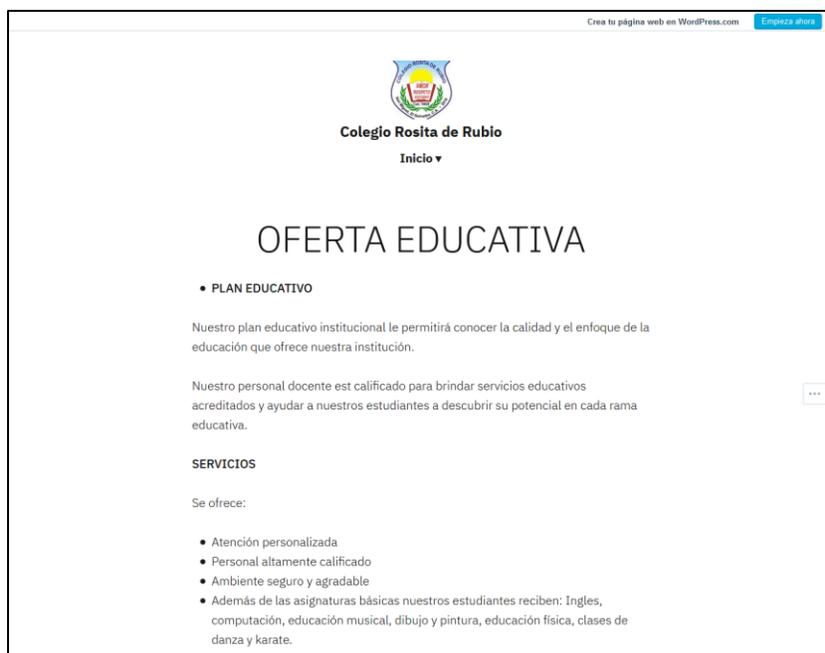 Crea tu página web en WordPress.com
Empieza ahora
COLEGIO ROSITA DE RUBIO
Colegio Rosita de Rubio
Inicio ▾
OFERTA EDUCATIVA
• PLAN EDUCATIVO
Nuestro plan educativo institucional le permitirá conocer la calidad y el enfoque de la
educación que ofrece nuestra institución.
Nuestro personal docente est calificado para brindar servicios educativos
acreditados y ayudar a nuestros estudiantes a descubrir su potencial en cada rama
educativa.
SERVICIOS
Se ofrece:
• Atención personalizada
• Personal altamente calificado
• Ambiente seguro y agradable
• Además de las asignaturas básicas nuestros estudiantes reciben: Ingles,
computación, educación musical, dibujo y pintura, educación física, clases de
danza y karate.